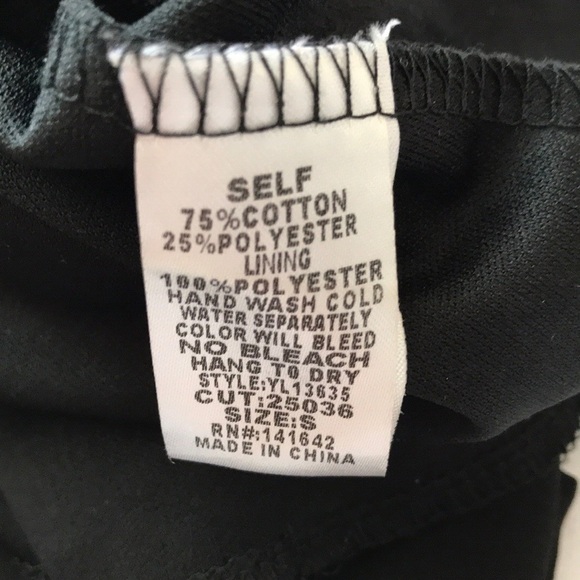 SELF
75%COTTON
25%POLYESTER
LINING
100%POLYESTER
HAND WASH COLD
WATER SEPARATELY
COLOR WILL BLEED
NO BLEACH
HANG TO DRY
STYLE:YL13635
CUT:25036
SIZE:S
RN#:141642
MADE IN CHINA